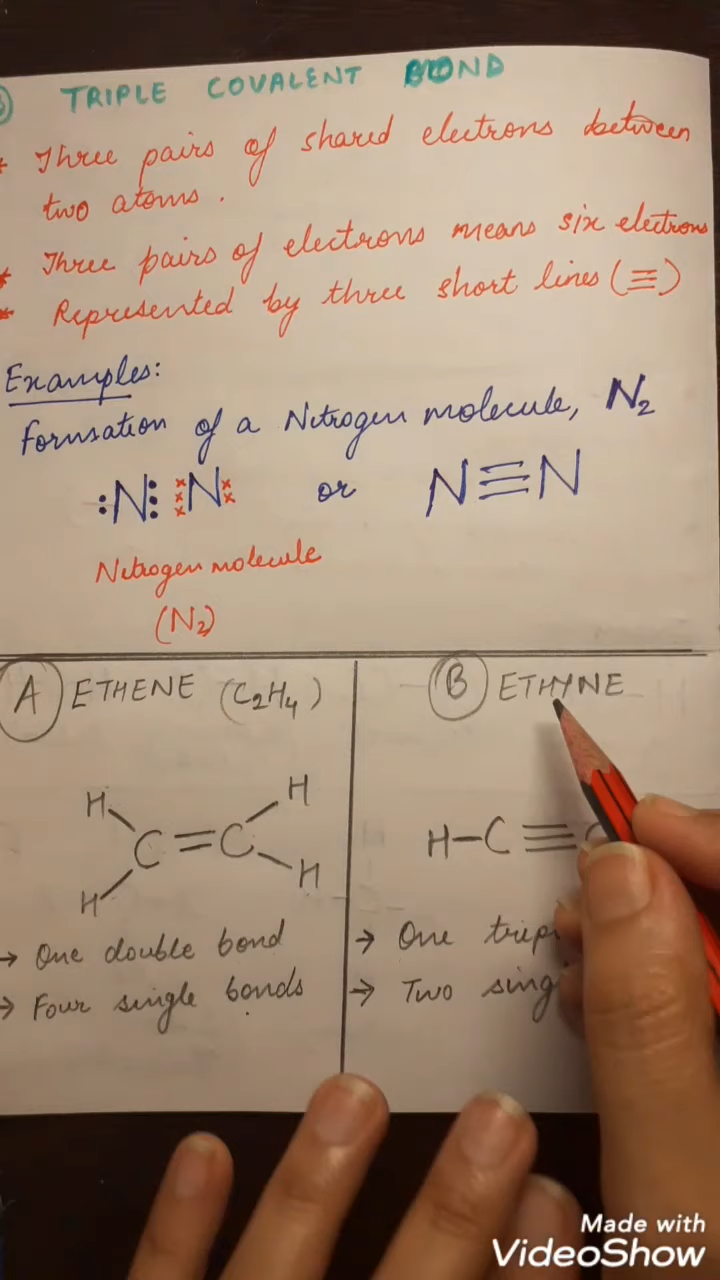 TRIPLE COVALENT BOND
* Three pairs of shared electrons between
two atoms.
* Three pairs of electrons means six electrons
* Represented by three short lines (≡)
Examples:
Formation of a Nitrogen molecule, N₂
:N⋮⋮N: or N≡N
Nitrogen molecule
(N₂)
A ETHENE (C₂H₄)
H H
C=C
H H
→ One double bond
→ Four single bonds
B ETHYNE
H-C≡
→ One
→ Two
Made with
VideoShow